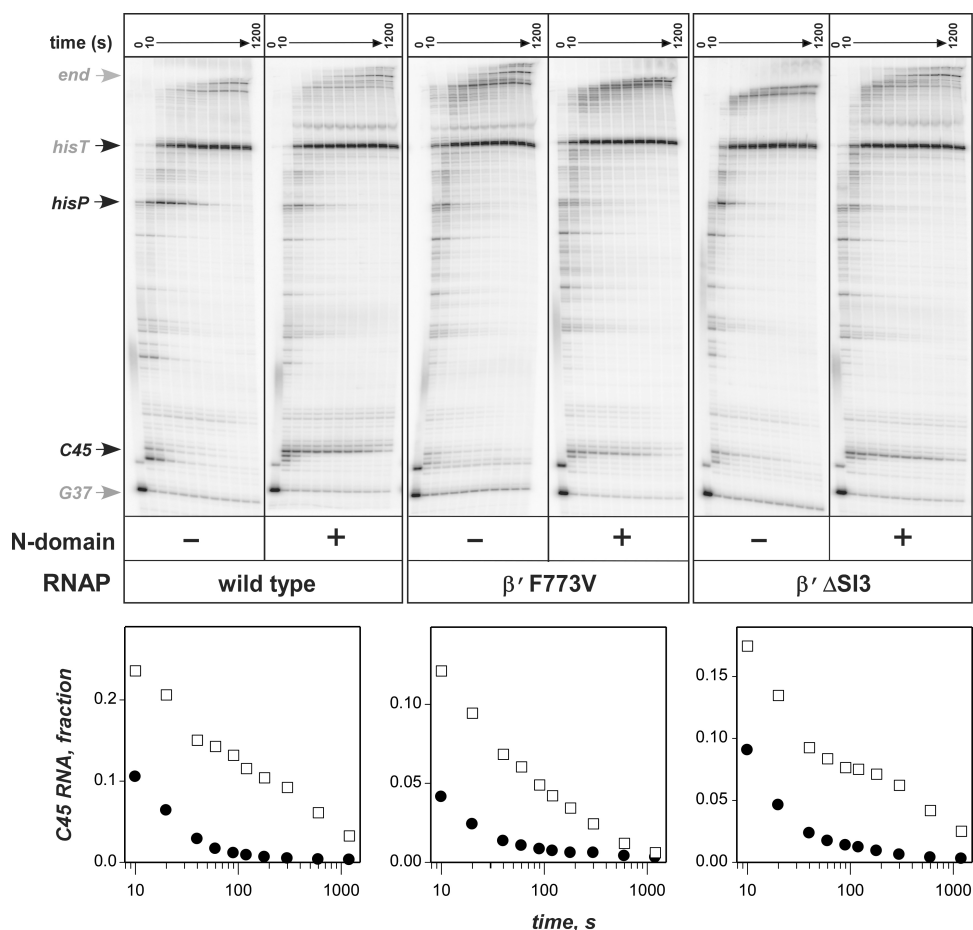 time (s) 0 10 1200 0 10 1200 0 10 1200 0 10 1200 0 10 1200 0 10 1200
end
hisT
hisP
C45
G37
N-domain − + − + − +
RNAP wild type β′ F773V β′ ΔSI3
C45 RNA, fraction
0.2
0.1
0.0
10 100 1000
0.10
0.05
0.00
10 100 1000
0.15
0.10
0.05
0.00
10 100 1000
time, s